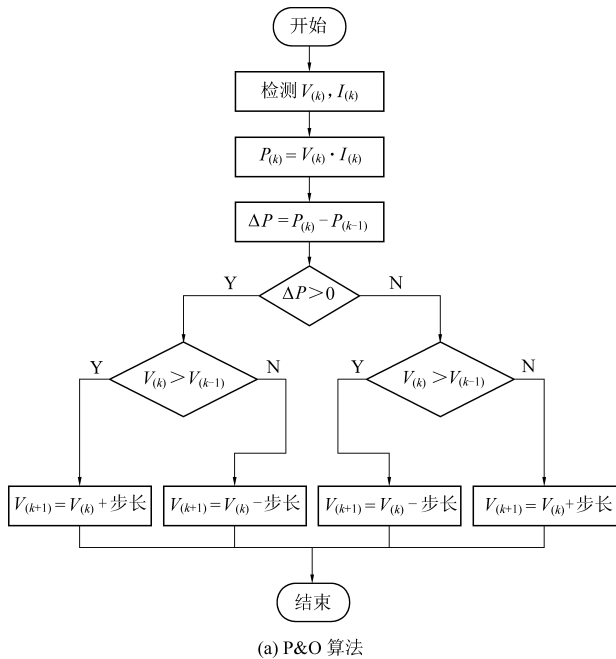 开始
检测 V(k), I(k)
P(k)=V(k)·I(k)
ΔP=P(k)−P(k−1)
Y
ΔP>0
N
Y
V(k)>V(k−1)
N
Y
V(k)>V(k−1)
N
V(k+1)=V(k)+步长
V(k+1)=V(k)−步长
V(k+1)=V(k)−步长
V(k+1)=V(k)+步长
结束
(a) P&O 算法